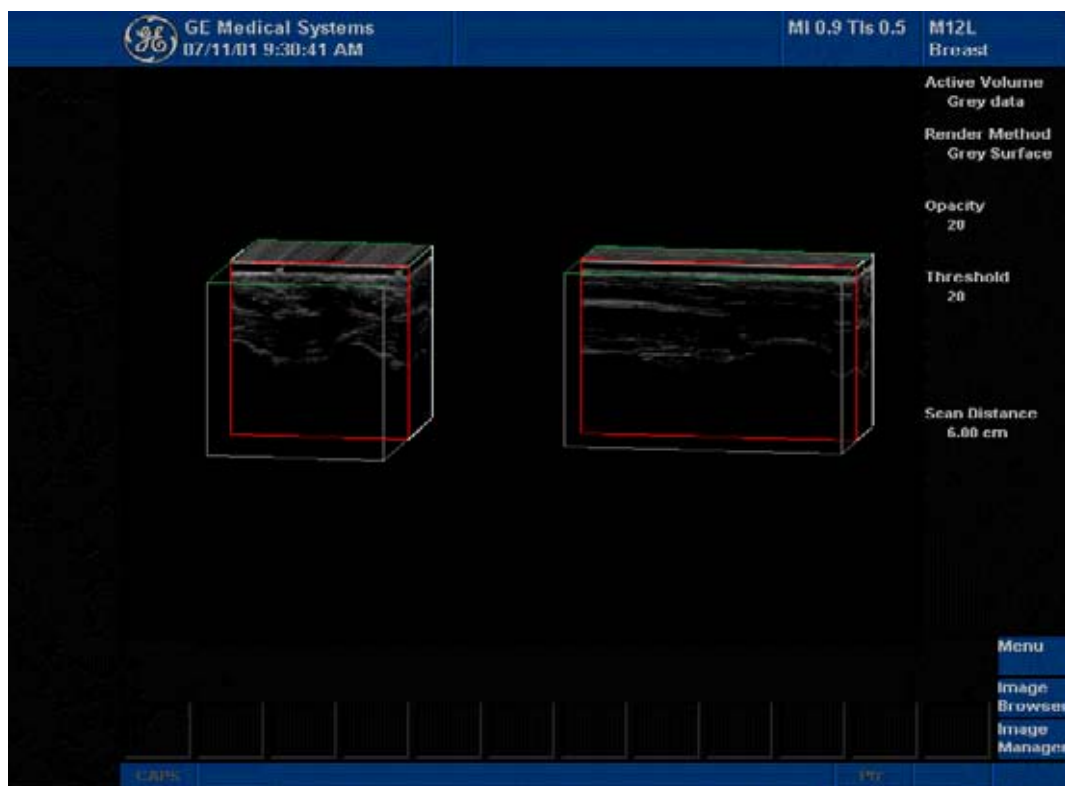 GE Medical Systems
07/11/01 9:30:41 AM
MI 0.9 TIs 0.5
M12L
Breast
Active Volume
Grey data
Render Method
Grey Surface
Opacity
20
Threshold
20
Scan Distance
6.00 cm
Menu
Image
Browser
Image
Manager
CAPS
Ptr